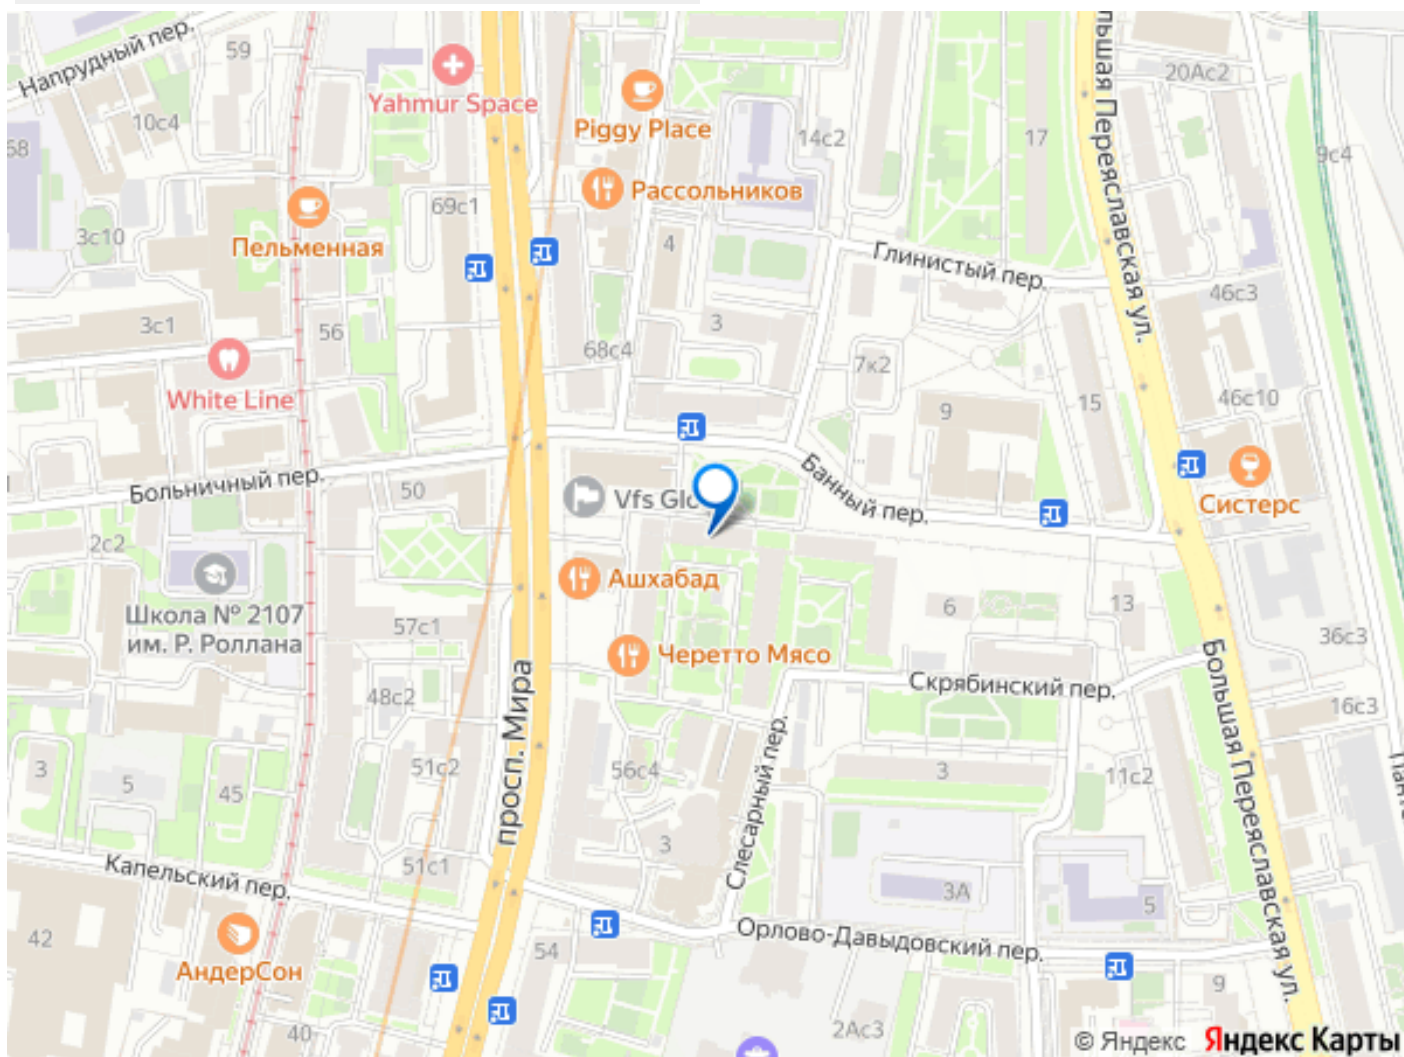 Напрудный пер.
59
Yahmur Space
Piggy Place
20Ас2
10с4
14с2
17
68
9с4
Рассольников
69с1
Пельменная
3с10
4
Глинистый пер.
Большая Переяславская ул.
46с3
3с1
56
3
68с4
7к2
White Line
9
15
46с10
Больничный пер.
50
Vfs Glo
Банный пер.
Систерс
2с2
Ашхабад
Школа № 2107
им. Р. Роллана
57с1
6
13
36с3
Черетто Мясо
просп. Мира
48с2
Скрябинский пер.
Большая Переяславская ул.
16с3
3
5
45
51с2
56с4
3
11с2
Слесарный пер.
51с1
3
Капельский пер.
3А
5
42
АндерСон
54
Орлово-Давыдовский пер.
9
40
2Ас3
© Яндекс Яндекс Карты